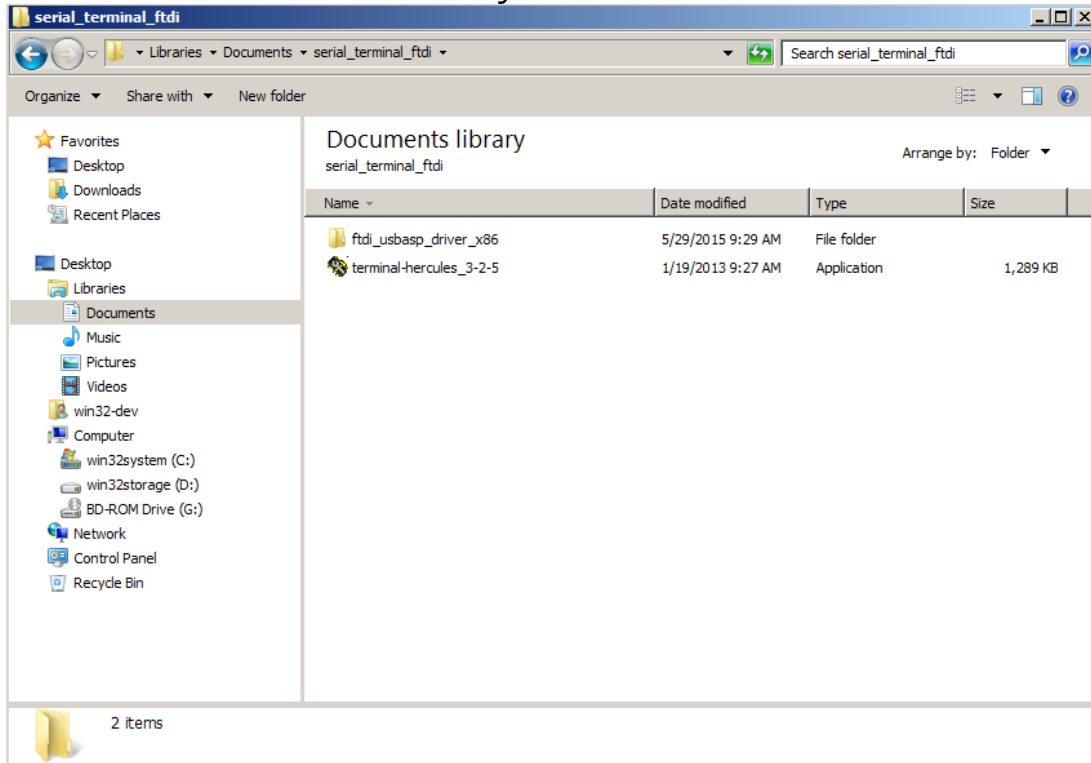 serial_terminal_ftdi
Libraries Documents serial_terminal_ftdi
Search serial_terminal_ftdi
Organize Share with New folder
Favorites
Desktop
Downloads
Recent Places
Desktop
Libraries
Documents
Music
Pictures
Videos
win32-dev
Computer
win32system (C:)
win32storage (D:)
BD-ROM Drive (G:)
Network
Control Panel
Recycle Bin
Documents library
serial_terminal_ftdi
Arrange by: Folder
Name Date modified Type Size
ftdi_usbasp_driver_x86 5/29/2015 9:29 AM File folder
terminal-hercules_3-2-5 1/19/2013 9:27 AM Application 1,289 KB
2 items